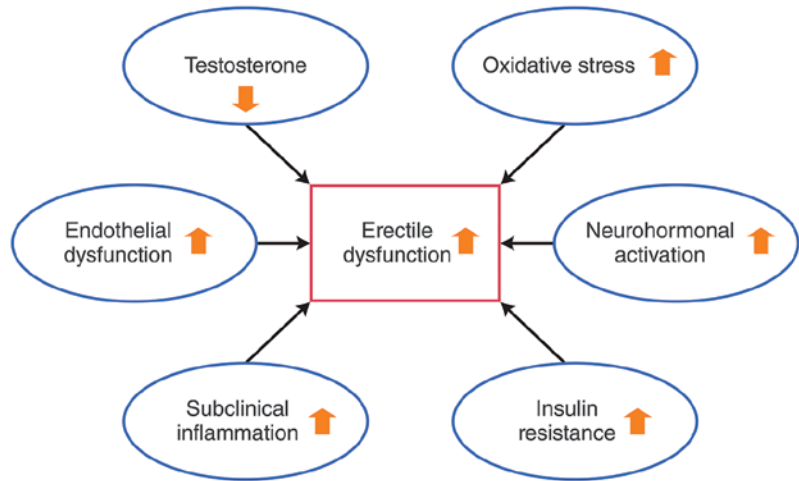 Testosterone
Oxidative stress
Endothelial
dysfunction
Erectile
dysfunction
Neurohormonal
activation
Subclinical
inflammation
Insulin
resistance